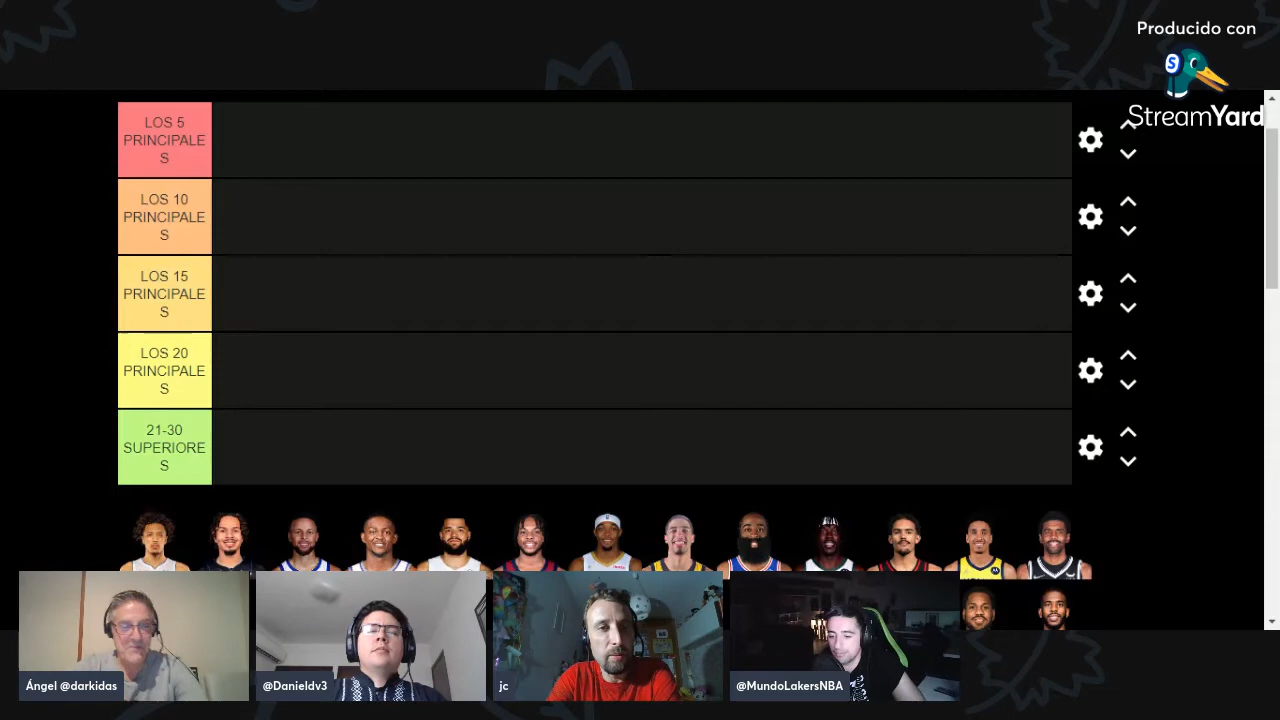 Producido con
S
StreamYard
LOS 5
PRINCIPALE
S
LOS 10
PRINCIPALE
S
LOS 15
PRINCIPALE
S
LOS 20
PRINCIPALE
S
21-30
SUPERIORE
S
Ángel @darkidas
@Danieldv3
jc
@MundoLakersNBA